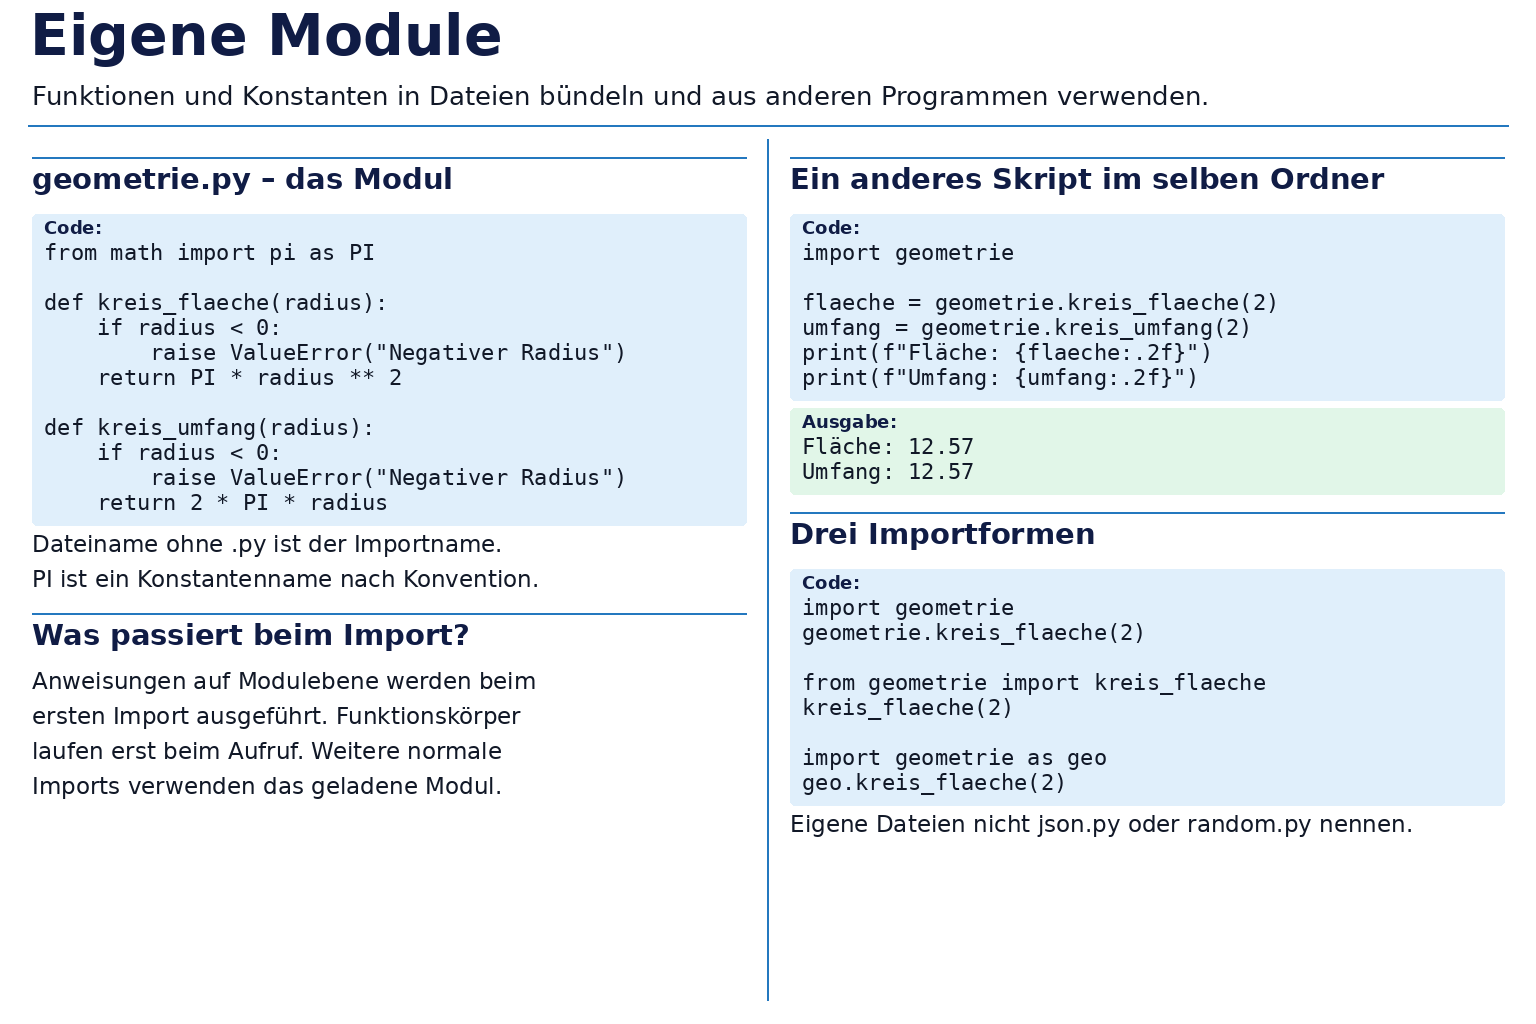 Eigene Module
Funktionen und Konstanten in Dateien bündeln und aus anderen Programmen verwenden.
geometrie.py – das Modul
Code:
from math import pi as PI

def kreis_flaeche(radius):
    if radius < 0:
        raise ValueError("Negativer Radius")
    return PI * radius ** 2

def kreis_umfang(radius):
    if radius < 0:
        raise ValueError("Negativer Radius")
    return 2 * PI * radius
Dateiname ohne .py ist der Importname.
PI ist ein Konstantenname nach Konvention.
Was passiert beim Import?
Anweisungen auf Modulebene werden beim
ersten Import ausgeführt. Funktionskörper
laufen erst beim Aufruf. Weitere normale
Imports verwenden das geladene Modul.
Ein anderes Skript im selben Ordner
Code:
import geometrie

flaeche = geometrie.kreis_flaeche(2)
umfang = geometrie.kreis_umfang(2)
print(f"Fläche: {flaeche:.2f}")
print(f"Umfang: {umfang:.2f}")
Ausgabe:
Fläche: 12.57
Umfang: 12.57
Drei Importformen
Code:
import geometrie
geometrie.kreis_flaeche(2)

from geometrie import kreis_flaeche
kreis_flaeche(2)

import geometrie as geo
geo.kreis_flaeche(2)
Eigene Dateien nicht json.py oder random.py nennen.